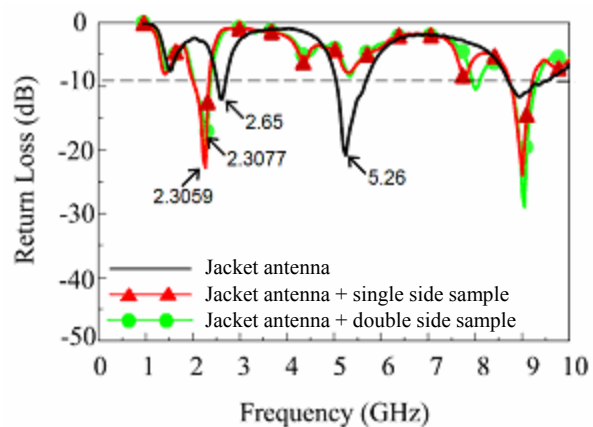 Return Loss (dB)
0
-10
-20
-30
-40
-50
2.65
2.3077
2.3059
5.26
Jacket antenna
Jacket antenna + single side sample
Jacket antenna + double side sample
0 1 2 3 4 5 6 7 8 9 10
Frequency (GHz)